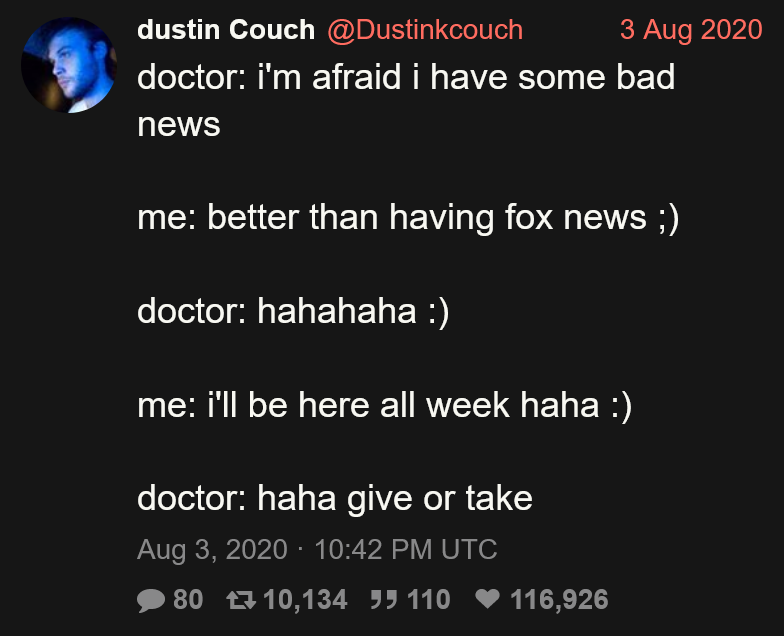 dustin Couch @Dustinkcouch 3 Aug 2020
doctor: i'm afraid i have some bad
news
me: better than having fox news ;)
doctor: hahahaha :)
me: i'll be here all week haha :)
doctor: haha give or take
Aug 3, 2020 · 10:42 PM UTC
80 10,134 110 116,926